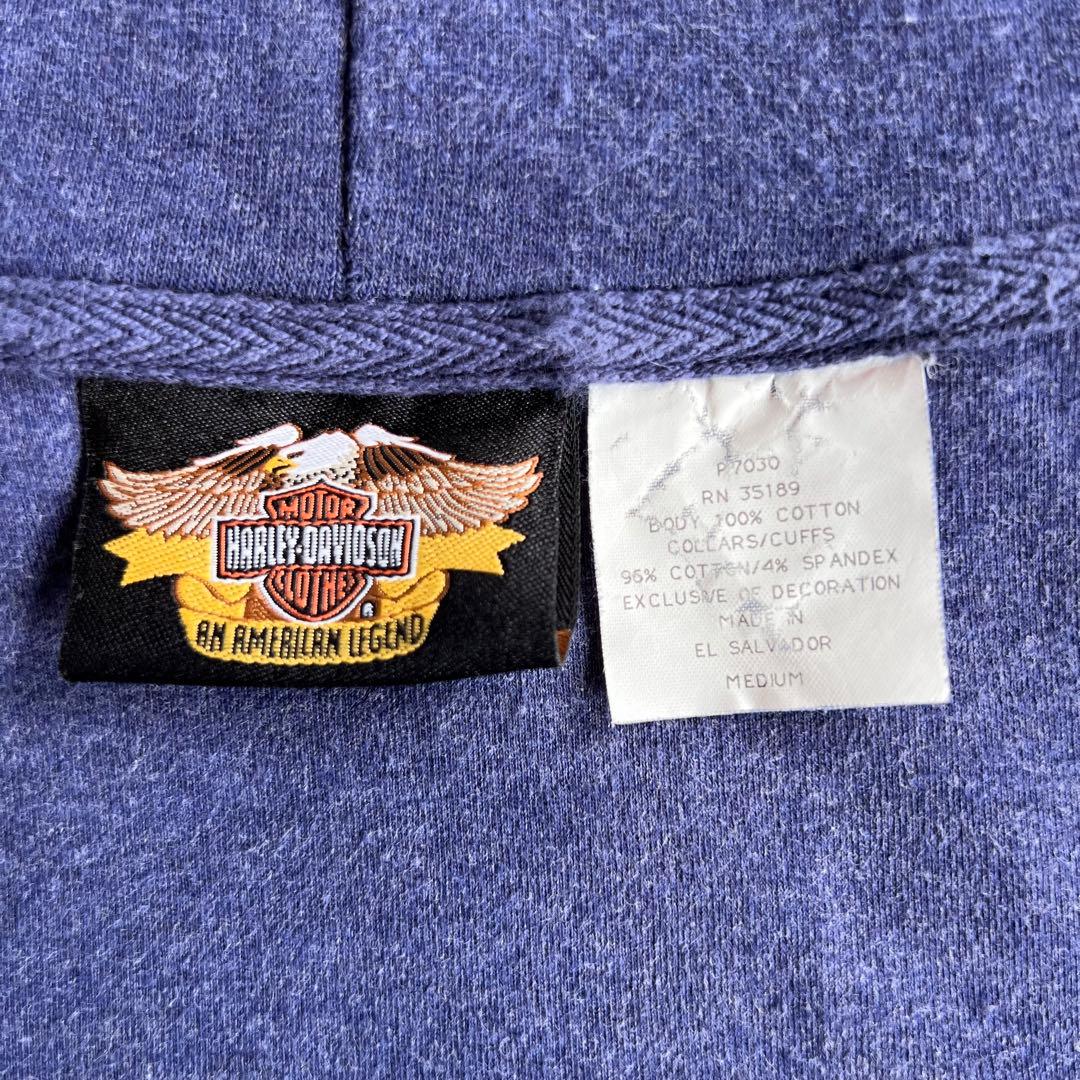 MOTOR
HARLEY-DAVIDSON
CLOTHES
®
AN AMERICAN LEGEND
P7030
RN 35189
BODY 100% COTTON
COLLARS/CUFFS
96% COTTON/4% SPANDEX
EXCLUSIVE OF DECORATION
MADE IN
EL SALVADOR
MEDIUM